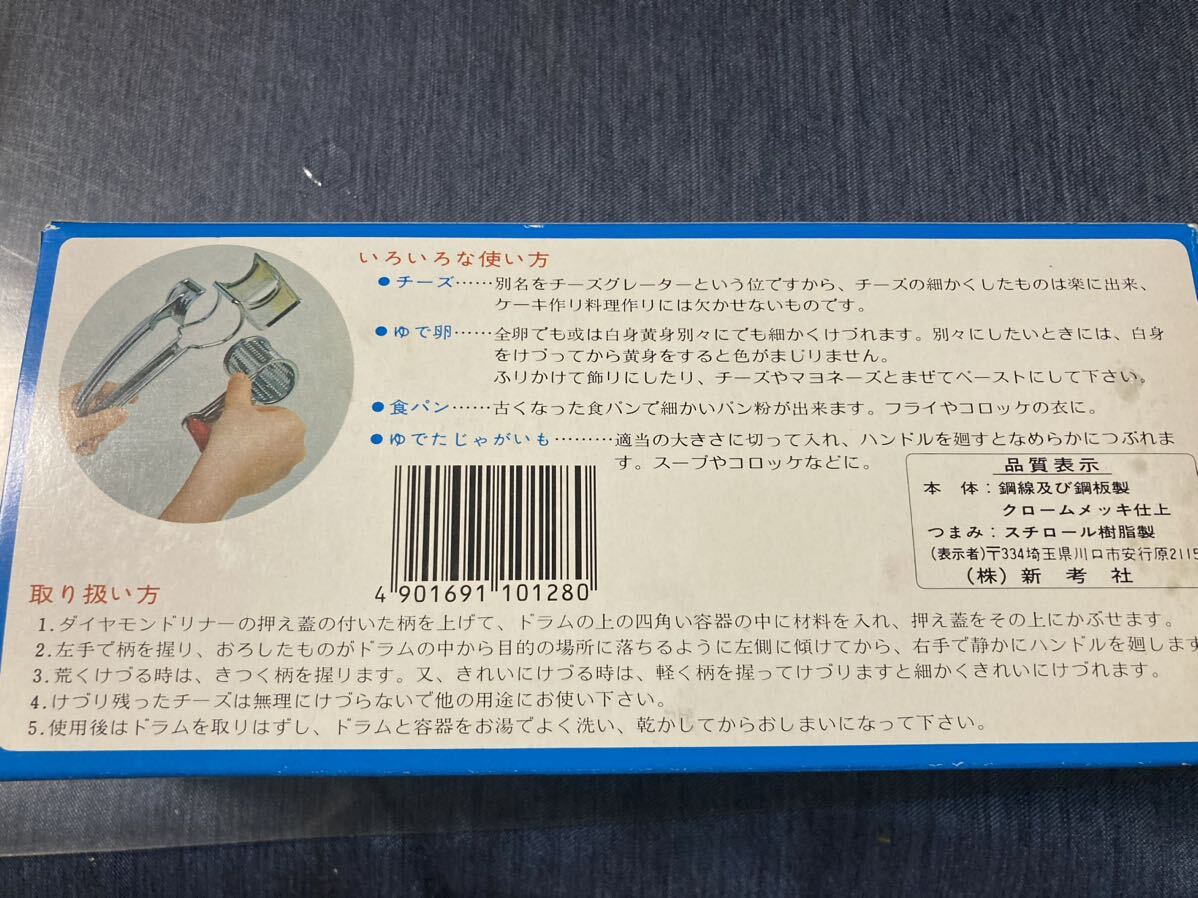 いろいろな使い方
●チーズ……別名をチーズグレーターという位ですから、チーズの細かくしたものは楽に出来、
ケーキ作り料理作りには欠かせないものです。
●ゆで卵……全卵でも或は白身黄身別々にでも細かくけづれます。別々にしたいときには、白身
をけづってから黄身をすると色がまじりません。
ふりかけて飾りにしたり、チーズやマヨネーズとまぜてペーストにして下さい。
●食パン……古くなった食パンで細かいパン粉が出来ます。フライやコロッケの衣に。
●ゆでたじゃがいも………適当の大きさに切って入れ、ハンドルを廻すとなめらかにつぶれま
す。スープやコロッケなどに。
品質表示
本体：鋼線及び鋼板製
クロームメッキ仕上
つまみ：スチロール樹脂製
(表示者)〒334埼玉県川口市安行原2115
(株)新考社
4 901691 101280
取り扱い方
1.ダイヤモンドリナーの押え蓋の付いた柄を上げて、ドラムの上の四角い容器の中に材料を入れ、押え蓋をその上にかぶせます。
2.左手で柄を握り、おろしたものがドラムの中から目的の場所に落ちるように左側に傾けてから、右手で静かにハンドルを廻します
3.荒くけづる時は、きつく柄を握ります。又、きれいにけづる時は、軽く柄を握ってけづりますと細かくきれいにけづれます。
4.けづり残ったチーズは無理にけづらないで他の用途にお使い下さい。
5.使用後はドラムを取りはずし、ドラムと容器をお湯でよく洗い、乾かしてからおしまいになって下さい。